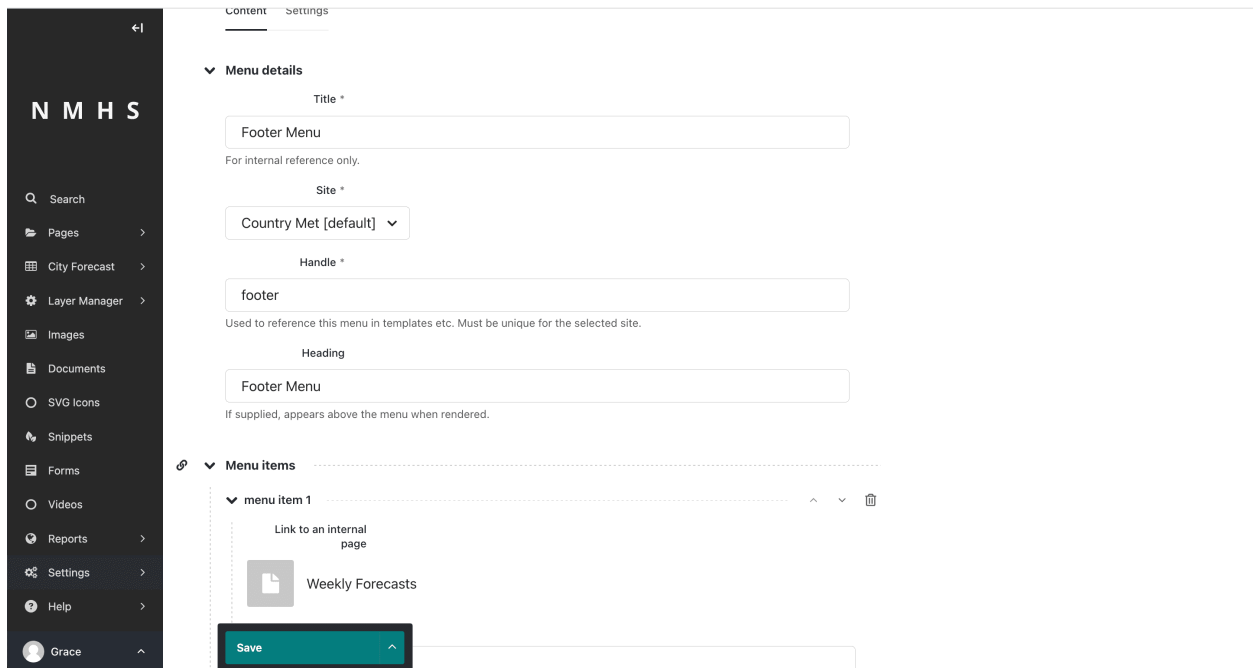 Content Settings
N M H S
Search
Pages
City Forecast
Layer Manager
Images
Documents
SVG Icons
Snippets
Forms
Videos
Reports
Settings
Help
Grace
Menu details
Title *
Footer Menu
For internal reference only.
Site *
Country Met [default]
Handle *
footer
Used to reference this menu in templates etc. Must be unique for the selected site.
Heading
Footer Menu
If supplied, appears above the menu when rendered.
Menu items
menu item 1
Link to an internal
page
Weekly Forecasts
Save